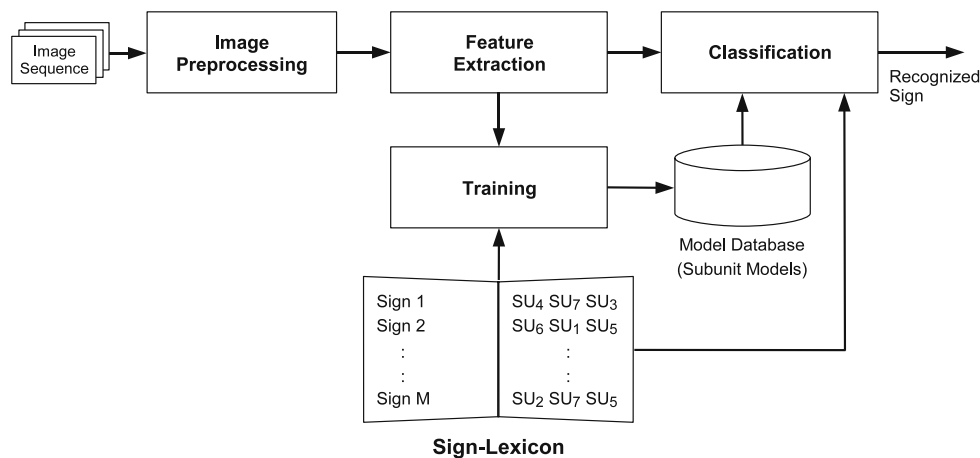 Image
Sequence
Image
Preprocessing
Feature
Extraction
Classification
Recognized
Sign
Training
Model Database
(Subunit Models)
Sign 1 SU4 SU7 SU3
Sign 2 SU6 SU1 SU5
: :
: :
Sign M SU2 SU7 SU5
Sign-Lexicon